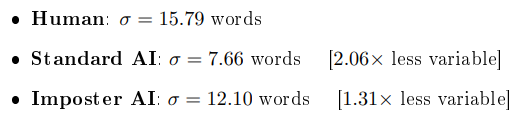 • Human: σ = 15.79 words
• Standard AI: σ = 7.66 words [2.06× less variable]
• Imposter AI: σ = 12.10 words [1.31× less variable]